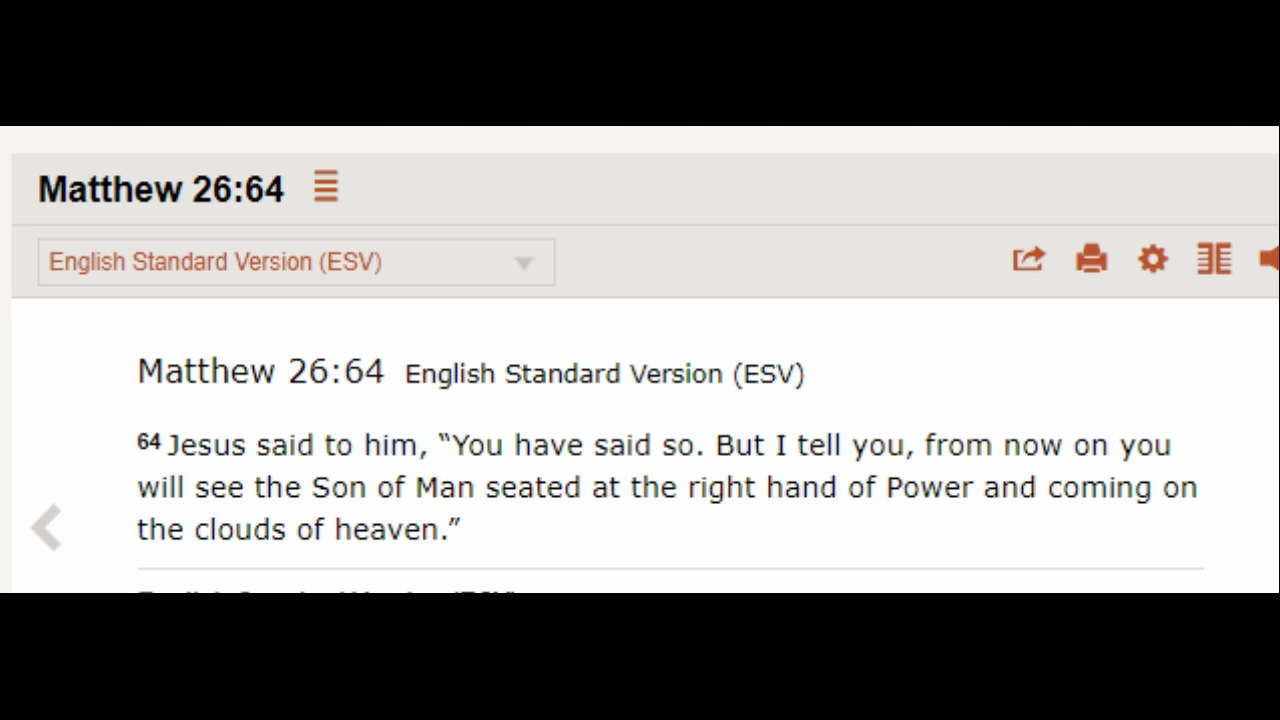 Matthew 26:64
English Standard Version (ESV)
Matthew 26:64 English Standard Version (ESV)
64 Jesus said to him, “You have said so. But I tell you, from now on you
will see the Son of Man seated at the right hand of Power and coming on
the clouds of heaven.”